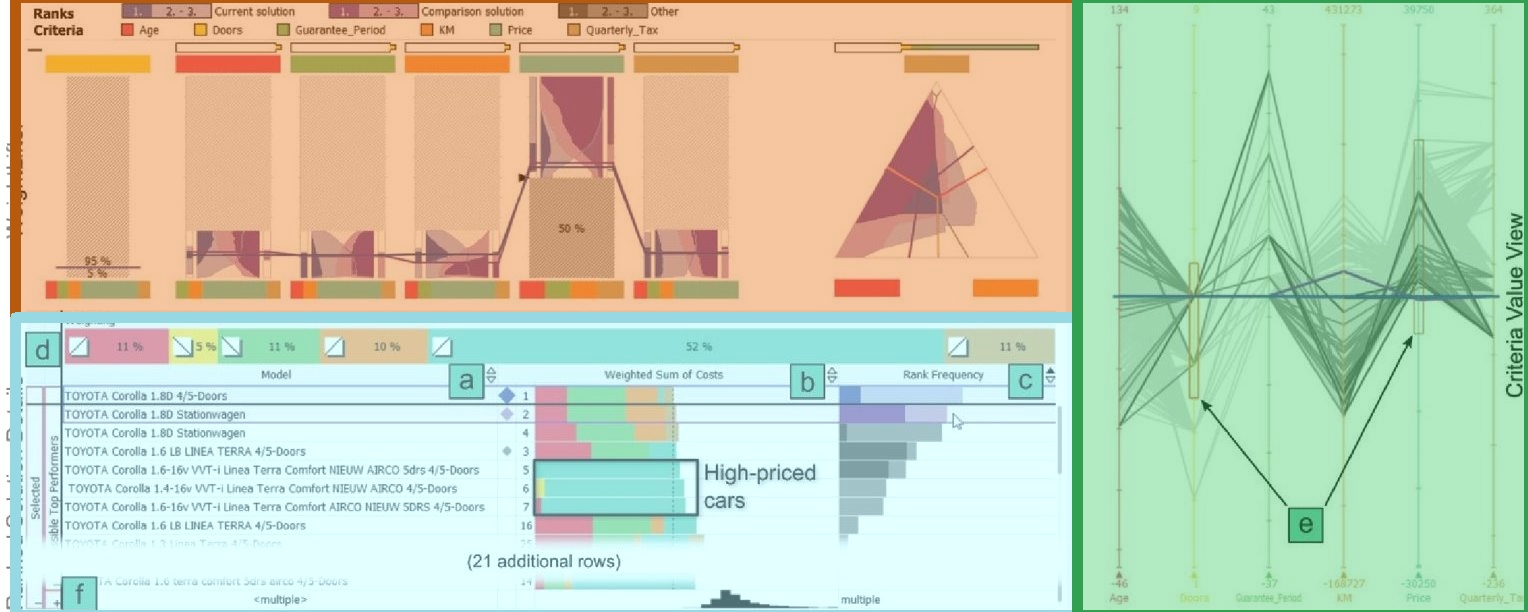 Ranks 1. 2. - 3. Current solution 1. 2. - 3. Comparison solution 1. 2. - 3. Other
Criteria Age Doors Guarantee_Period KM Price Quarterly_Tax
50 %
95 %
5 %
d 11 % 5 % 11 % 10 % 52 % 11 %
Model a Weighted Sum of Costs b Rank Frequency c
TOYOTA Corolla 1.8D 4/5-Doors 1
TOYOTA Corolla 1.8D Stationwagen 2
TOYOTA Corolla 1.8D Stationwagen 4
TOYOTA Corolla 1.6 LB LINEA TERRA 4/5-Doors 3
TOYOTA Corolla 1.6-16v VVT-i Linea Terra Comfort NIEUW AIRCO 5drs 4/5-Doors 5
TOYOTA Corolla 1.4-16v VVT-i Linea Terra Comfort NIEUW AIRCO 4/5-Doors 6
TOYOTA Corolla 1.6-16v VVT-i Linea Terra Comfort AIRCO NIEUW 5DRS 4/5-Doors 7
TOYOTA Corolla 1.6 LB LINEA TERRA 4/5-Doors 16
High-priced
cars
Selected
Top Performers
(21 additional rows)
Corolla 1.6 terra comfort 5drs airco 4/5-Doors 14
f <multiple> multiple
134 9 43 431273 39750 364
e
-46 1 -37 -168727 -30250 -236
Age Doors Guarantee_Period KM Price
Criteria Value View